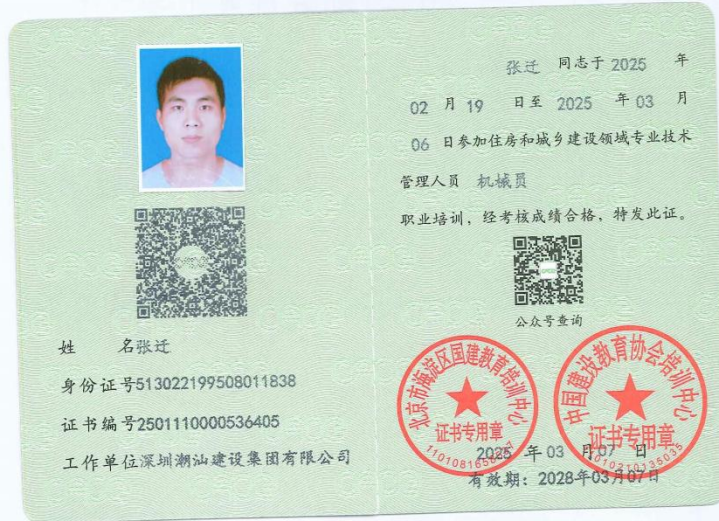 姓 名张迁
身份证号513022199508011838
证书编号2501110000536405
工作单位深圳潮汕建设集团有限公司
张迁 同志于 2025 年
02 月 19 日至 2025 年 03 月
06 日参加住房和城乡建设领域专业技术
管理人员 机械员
职业培训，经考核成绩合格，特发此证。
公众号查询
北京市海淀区国建教育培训中心
证书专用章
中国建设教育协会培训中心
证书专用章
2025 年 03 月 07 日
有效期：2028年03月07日